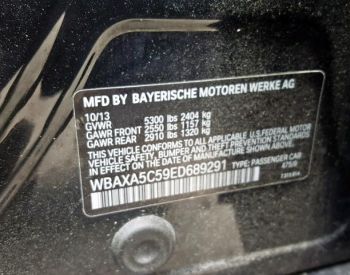 MFD BY BAYERISCHE MOTOREN WERKE AG
10/13
GVWR 5300 lbs 2404 kg
GAWR FRONT 2550 lbs 1157 kg
GAWR REAR 2910 lbs 1320 kg
THIS VEHICLE CONFORMS TO ALL APPLICABLE U.S. FEDERAL MOTOR
VEHICLE SAFETY, BUMPER AND THEFT PREVENTION STANDARDS
IN EFFECT ON THE DATE OF MANUFACTURE SHOWN ABOVE.
WBAXA5C59ED689291
TYPE: PASSENGER CAR
475/9